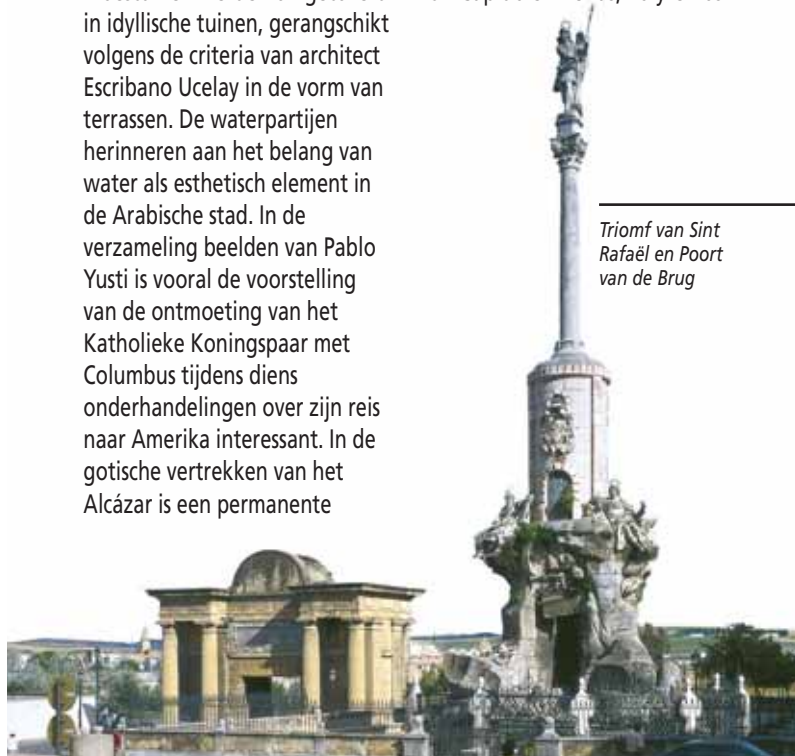 in idyllische tuinen, gerangschikt
volgens de criteria van architect
Escribano Ucelay in de vorm van
terrassen. De waterpartijen
herinneren aan het belang van
water als esthetisch element in
de Arabische stad. In de
verzameling beelden van Pablo
Yusti is vooral de voorstelling
van de ontmoeting van het
Katholieke Koningspaar met
Columbus tijdens diens
onderhandelingen over zijn reis
naar Amerika interessant. In de
gotische vertrekken van het
Alcázar is een permanente
Triomf van Sint
Rafaël en Poort
van de Brug